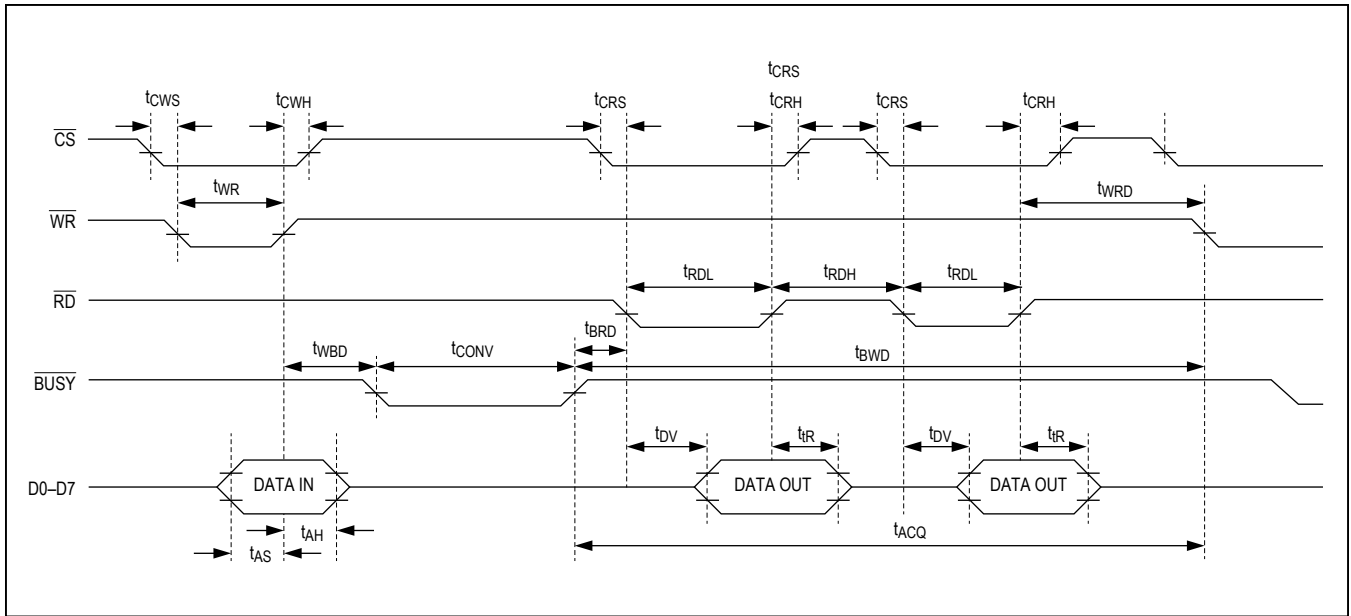 tCRS
tCWS tCWH tCRS tCRH tCRS tCRH
CS
tWR tWRD
WR
tRDL tRDH tRDL
RD
tBRD
tWBD tCONV tBWD
BUSY
tDV ttR tDV ttR
D0–D7 DATA IN DATA OUT DATA OUT
tAH tACQ
tAS